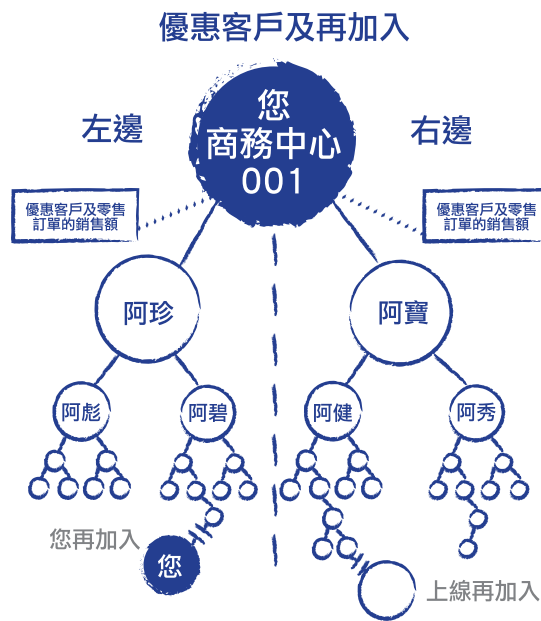 優惠客戶及再加入
您
商務中心
001
左邊
右邊
優惠客戶及零售
訂單的銷售額
優惠客戶及零售
訂單的銷售額
阿珍
阿寶
阿彪
阿碧
阿健
阿秀
您再加入
您
上線再加入